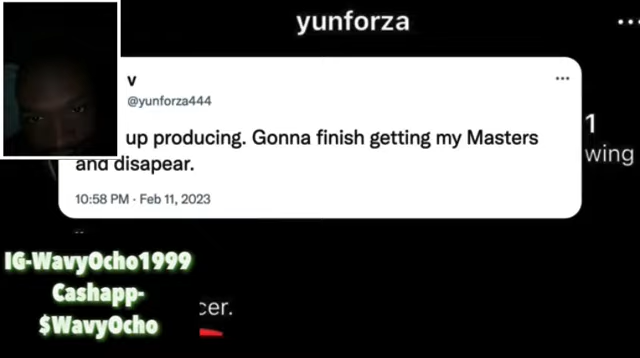 yunforza
v
@yunforza444
up producing. Gonna finish getting my Masters
and disapear.
10:58 PM · Feb 11, 2023
1
wing
IG-WavyOcho1999
Cashapp-
$WavyOcho
cer.